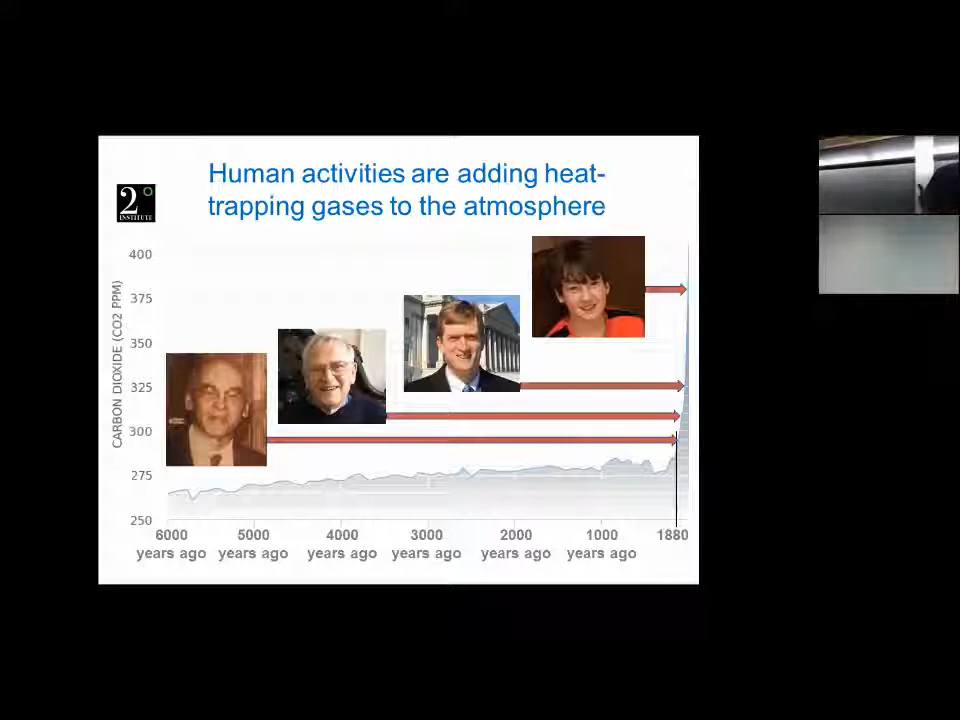 Human activities are adding heat-
trapping gases to the atmosphere
2°
INSTITUTE
CARBON DIOXIDE (CO2 PPM)
400
375
350
325
300
275
250
6000 years ago
5000 years ago
4000 years ago
3000 years ago
2000 years ago
1000 years ago
1880